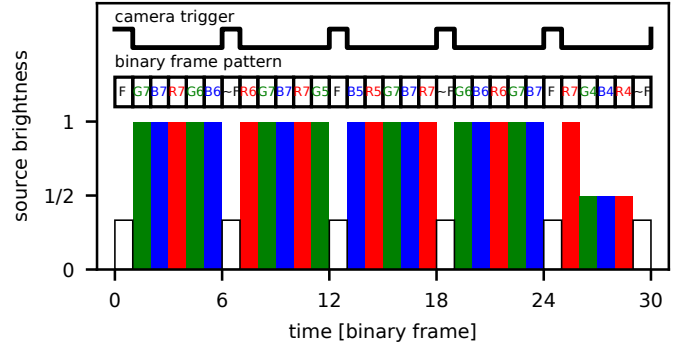 camera trigger
binary frame pattern
F G7 B7 R7 G6 B6 ~F R6 G7 B7 R7 G5 F B5 R5 G7 B7 R7 ~F G6 B6 R6 G7 B7 F R7 G4 B4 R4 ~F
source brightness
1
1/2
0
0 6 12 18 24 30
time [binary frame]